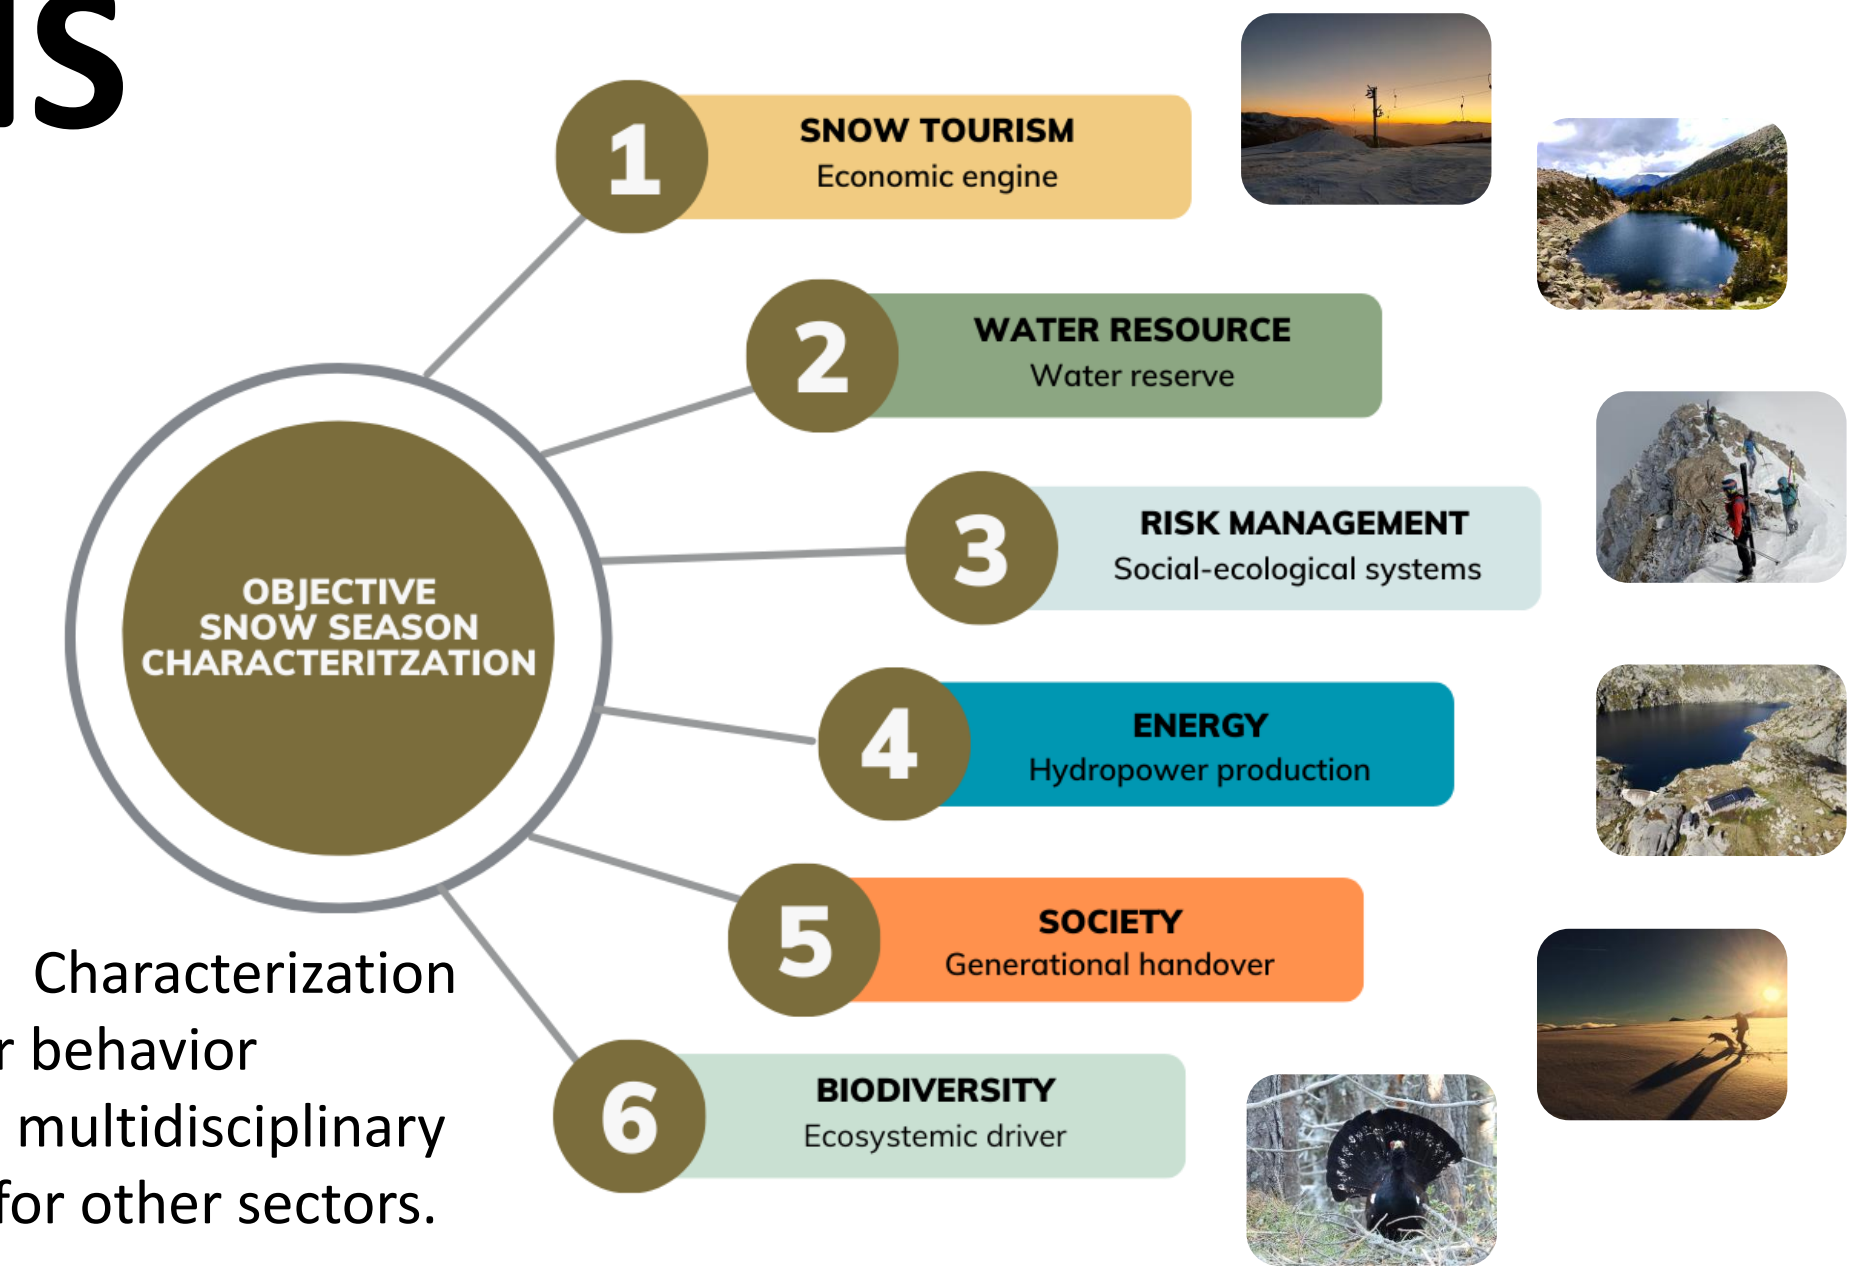 1
SNOW TOURISM
Economic engine
2
WATER RESOURCE
Water reserve
3
RISK MANAGEMENT
Social-ecological systems
OBJECTIVE
SNOW SEASON
CHARACTERITZATION
4
ENERGY
Hydropower production
5
SOCIETY
Generational handover
6
BIODIVERSITY
Ecosystemic driver
Characterization
behavior
multidisciplinary
for other sectors.